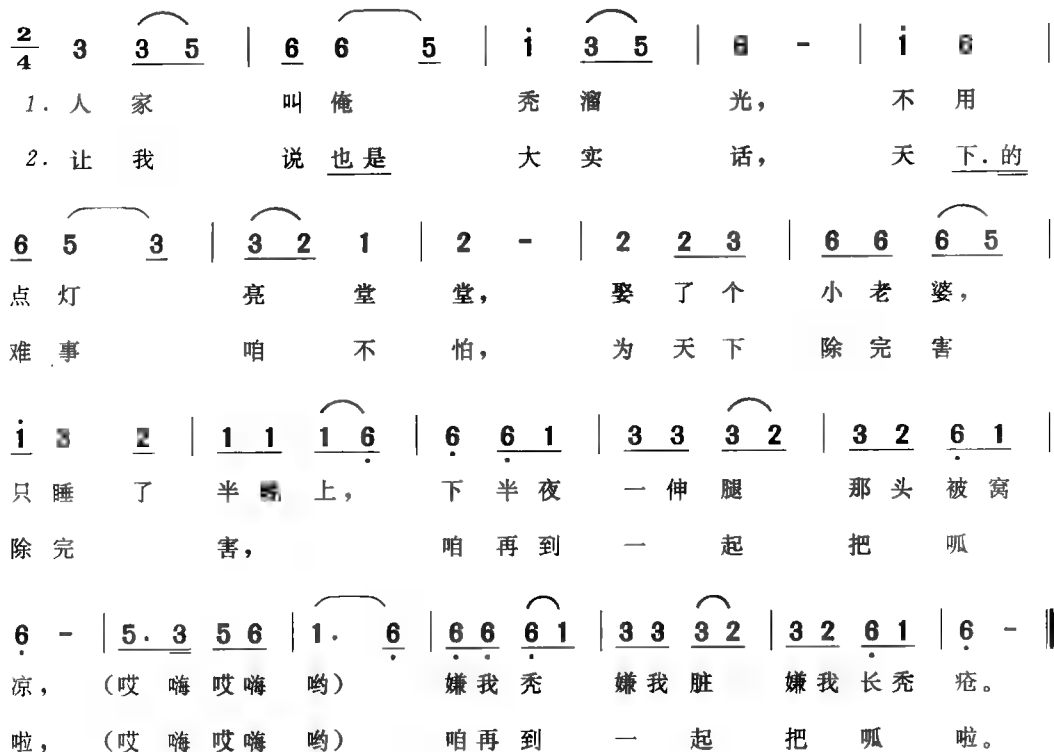 2/4 3 3 5 | 6 6 5 | i 3 5 | 6 - | i 6 |
1. 人 家 叫 俺 秃 溜 光， 不 用
2. 让 我 说 也 是 大 实 话， 天 下. 的
6 5 3 | 3 2 1 | 2 - | 2 2 3 | 6 6 6 5 |
点 灯 亮 堂 堂， 娶 了 个 小 老 婆，
难 事 咱 不 怕， 为 天 下 除 完 害
i 3 2 | 1 1 1 6 | 6 6 1 | 3 3 3 2 | 3 2 6 1 |
只 睡 了 半 上， 下 半 夜 一 伸 腿 那 头 被 窝
除 完 害， 咱 再 到 一 起 把 呱
6 - | 5. 3 5 6 | 1. 6 | 6 6 6 1 | 3 3 3 2 | 3 2 6 1 | 6 - ‖
凉， （哎 嗨 哎 嗨 哟） 嫌 我 秃 嫌 我 脏 嫌 我 长 秃 疮。
啦， （哎 嗨 哎 嗨 哟） 咱 再 到 一 起 把 呱 啦。